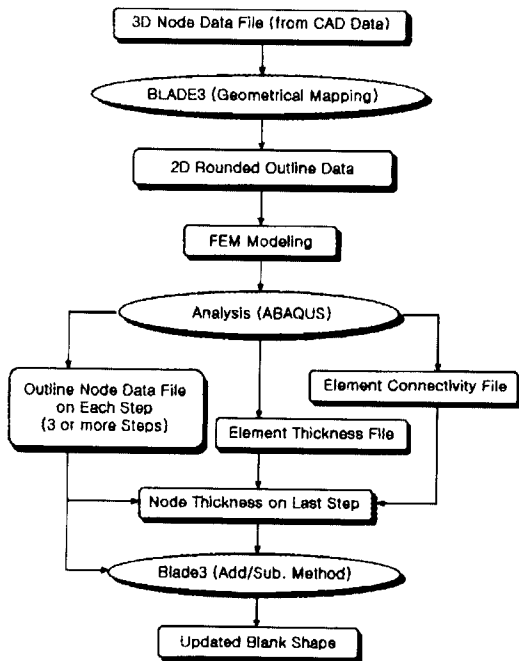 3D Node Data File (from CAD Data)
BLADE3 (Geometrical Mapping)
2D Rounded Outline Data
FEM Modeling
Analysis (ABAQUS)
Outline Node Data File
on Each Step
(3 or more Steps)
Element Thickness File
Element Connectivity File
Node Thickness on Last Step
Blade3 (Add/Sub. Method)
Updated Blank Shape